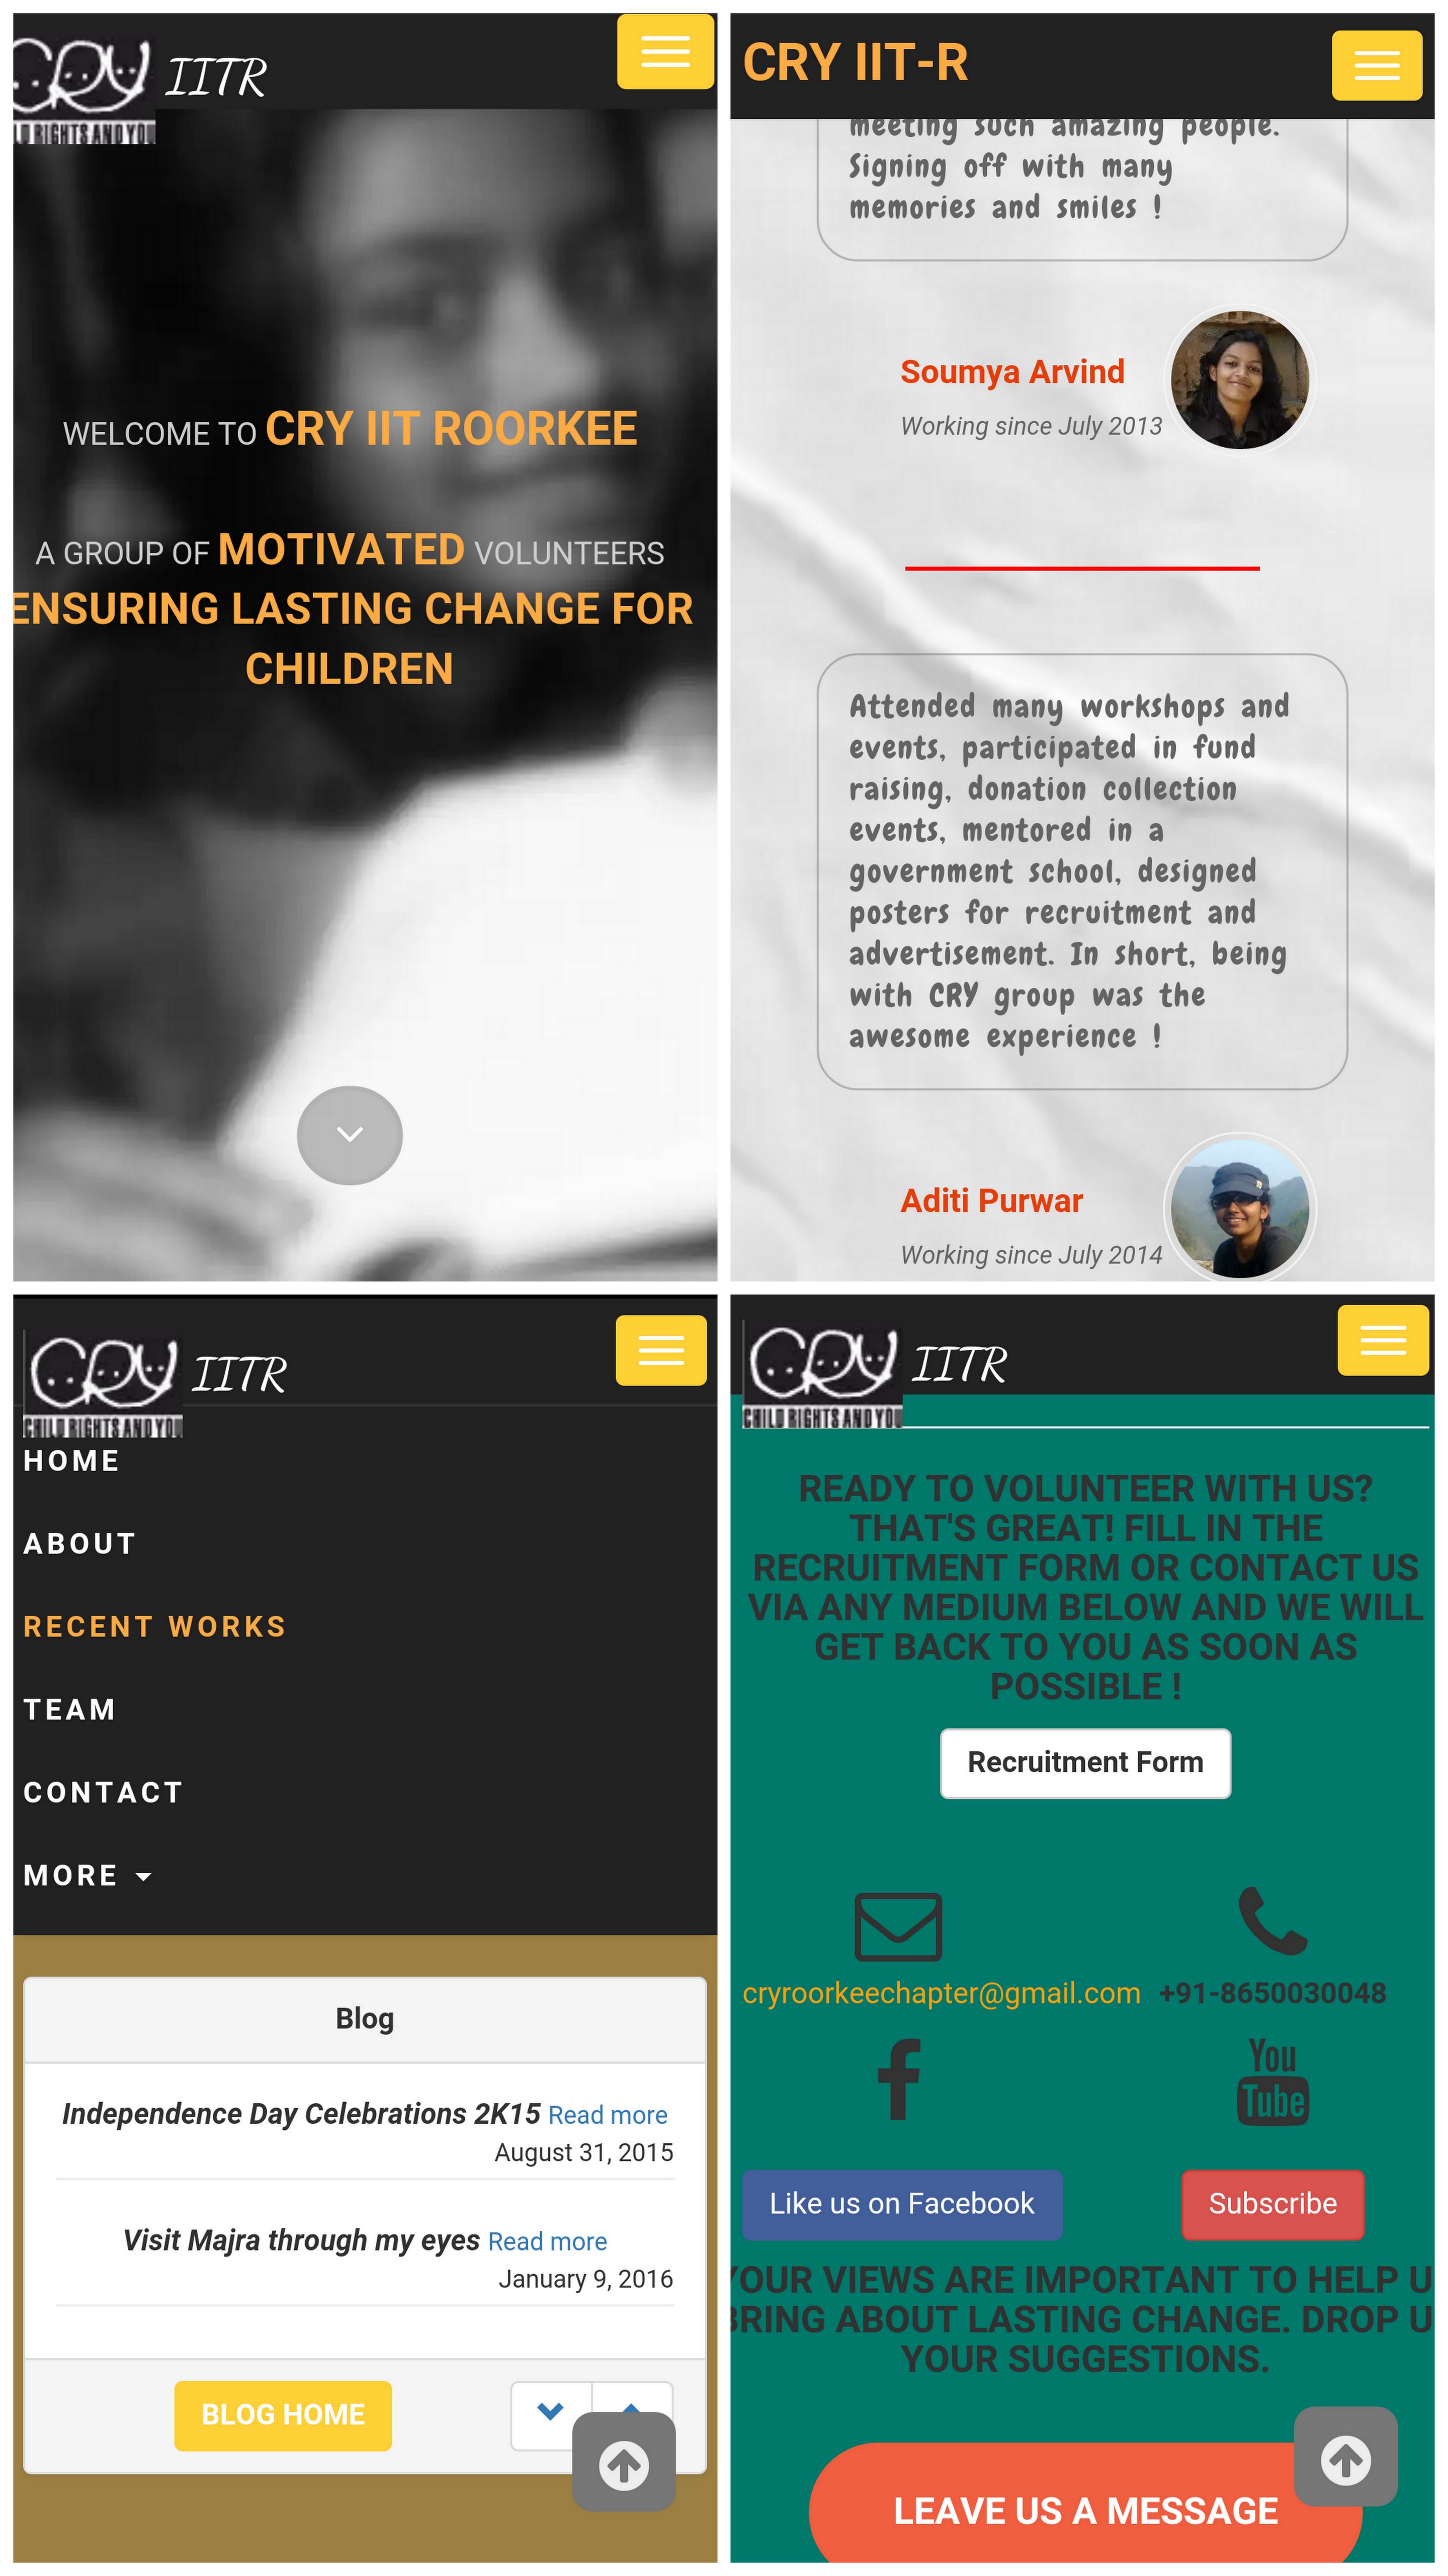 CRY IITR
CHILD RIGHTS AND YOU
WELCOME TO CRY IIT ROORKEE
A GROUP OF MOTIVATED VOLUNTEERS
ENSURING LASTING CHANGE FOR
CHILDREN
CRY IIT-R
meeting such amazing people.
Signing off with many
memories and smiles !
Soumya Arvind
Working since July 2013
Attended many workshops and
events, participated in fund
raising, donation collection
events, mentored in a
government school, designed
posters for recruitment and
advertisement. In short, being
with CRY group was the
awesome experience !
Aditi Purwar
Working since July 2014
CRY IITR
CHILD RIGHTS AND YOU
HOME
ABOUT
RECENT WORKS
TEAM
CONTACT
MORE
Blog
Independence Day Celebrations 2K15 Read more
August 31, 2015
Visit Majra through my eyes Read more
January 9, 2016
BLOG HOME
CRY IITR
CHILD RIGHTS AND YOU
READY TO VOLUNTEER WITH US?
THAT'S GREAT! FILL IN THE
RECRUITMENT FORM OR CONTACT US
VIA ANY MEDIUM BELOW AND WE WILL
GET BACK TO YOU AS SOON AS
POSSIBLE !
Recruitment Form
cryroorkeechapter@gmail.com +91-8650030048
You
Tube
Like us on Facebook Subscribe
YOUR VIEWS ARE IMPORTANT TO HELP U
BRING ABOUT LASTING CHANGE. DROP U
YOUR SUGGESTIONS.
LEAVE US A MESSAGE